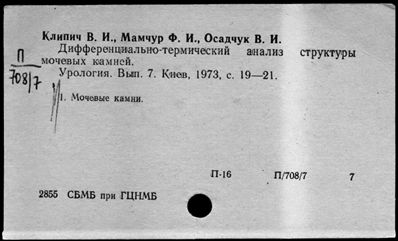 Клипич В. И., Мамчур Ф. И., Осадчук В. И.
Дифференциально-термический анализ структуры
мочевых камней.
Урология. Вып. 7. Киев, 1973, с. 19—21.
П
708/7
1. Мочевые камни.
П-16 П/708/7 7
2855 СБМБ при ГЦНМБ